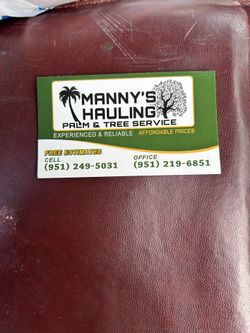 MANNY'S
HAULING
PALM & TREE SERVICE
EXPERIENCED & RELIABLE AFFORDABLE PRICES
FREE ESTIMATES
CELL OFFICE
(951) 249-5031 (951) 219-6851